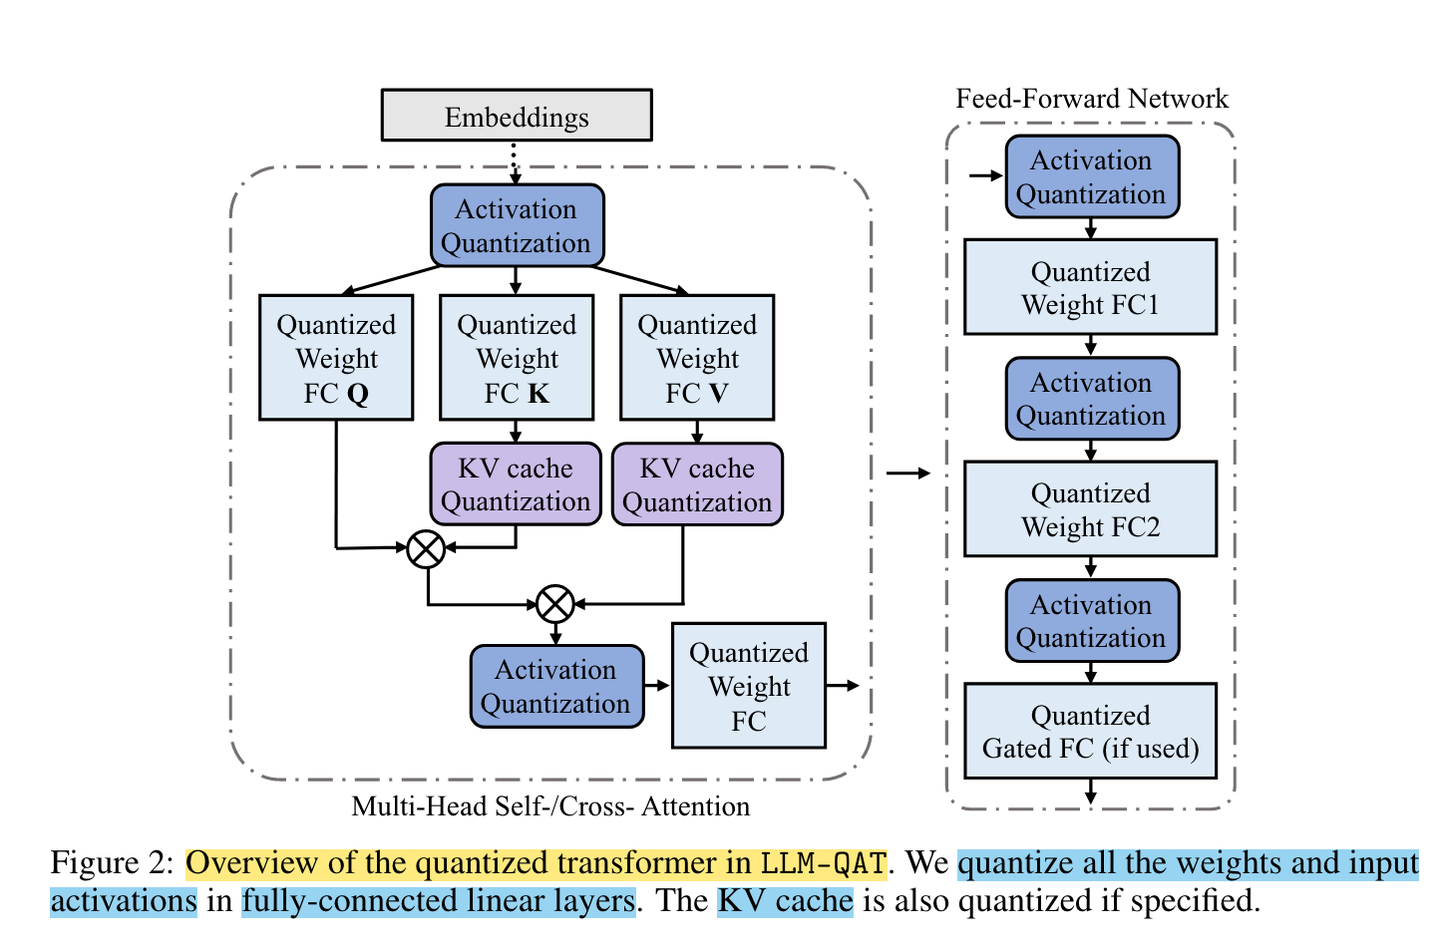 Embeddings
Activation
Quantization
Quantized
Weight
FC Q
Quantized
Weight
FC K
Quantized
Weight
FC V
KV cache
Quantization
KV cache
Quantization
Activation
Quantization
Quantized
Weight
FC
Multi-Head Self-/Cross- Attention
Feed-Forward Network
Activation
Quantization
Quantized
Weight FC1
Activation
Quantization
Quantized
Weight FC2
Activation
Quantization
Quantized
Gated FC (if used)
Figure 2: Overview of the quantized transformer in LLM-QAT. We quantize all the weights and input
activations in fully-connected linear layers. The KV cache is also quantized if specified.